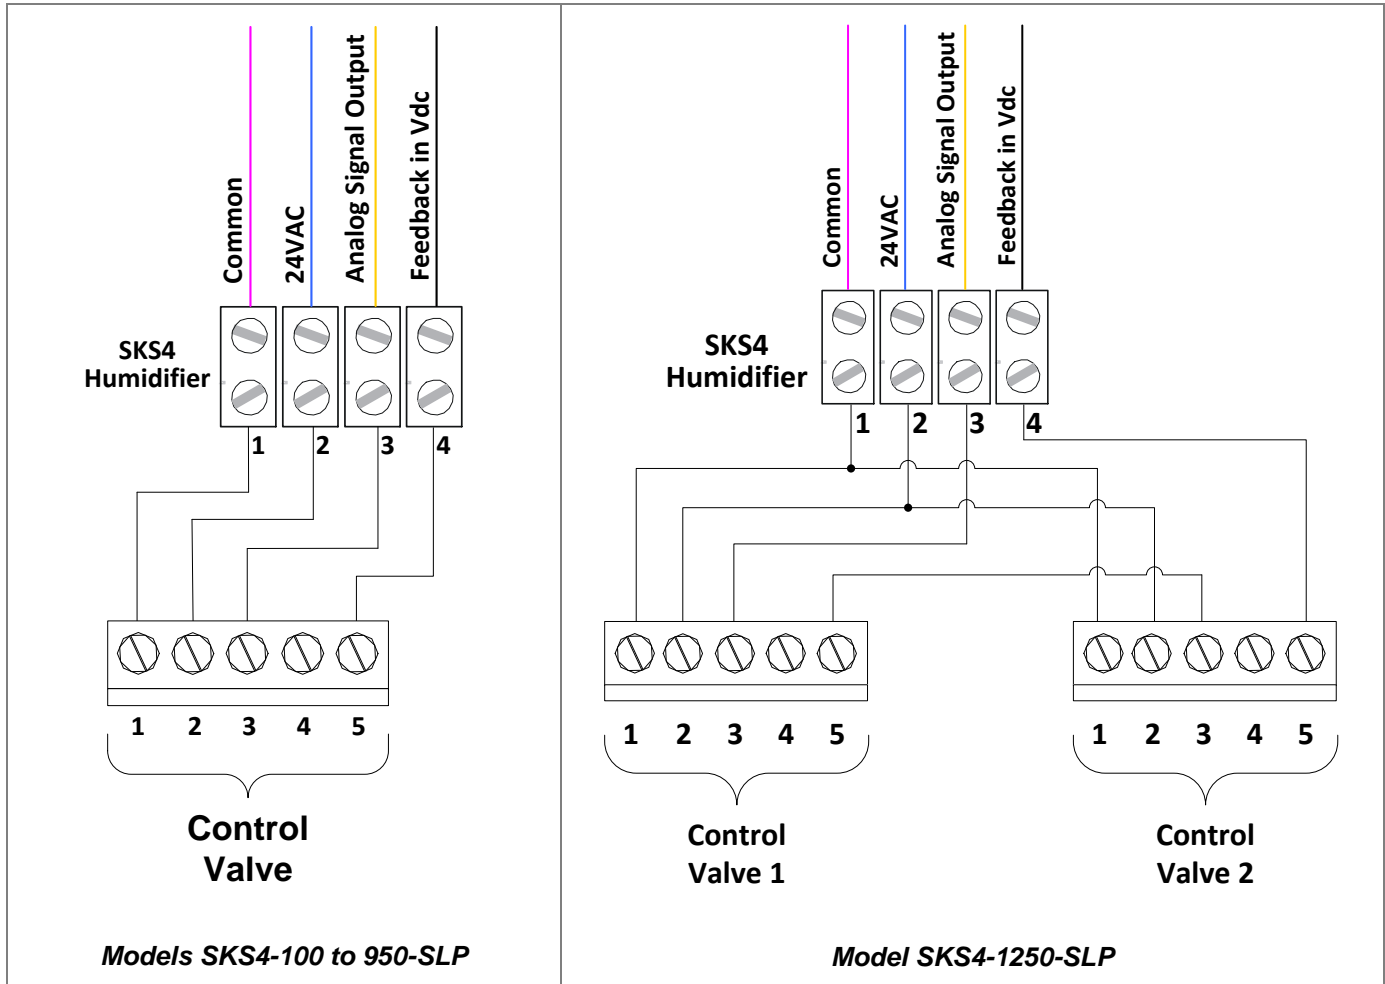 Common
24VAC
Analog Signal Output
Feedback in Vdc
SKS4
Humidifier
1 2 3 4
1 2 3 4 5
Control
Valve
Models SKS4-100 to 950-SLP
Common
24VAC
Analog Signal Output
Feedback in Vdc
SKS4
Humidifier
1 2 3 4
1 2 3 4 5
Control
Valve 1
1 2 3 4 5
Control
Valve 2
Model SKS4-1250-SLP